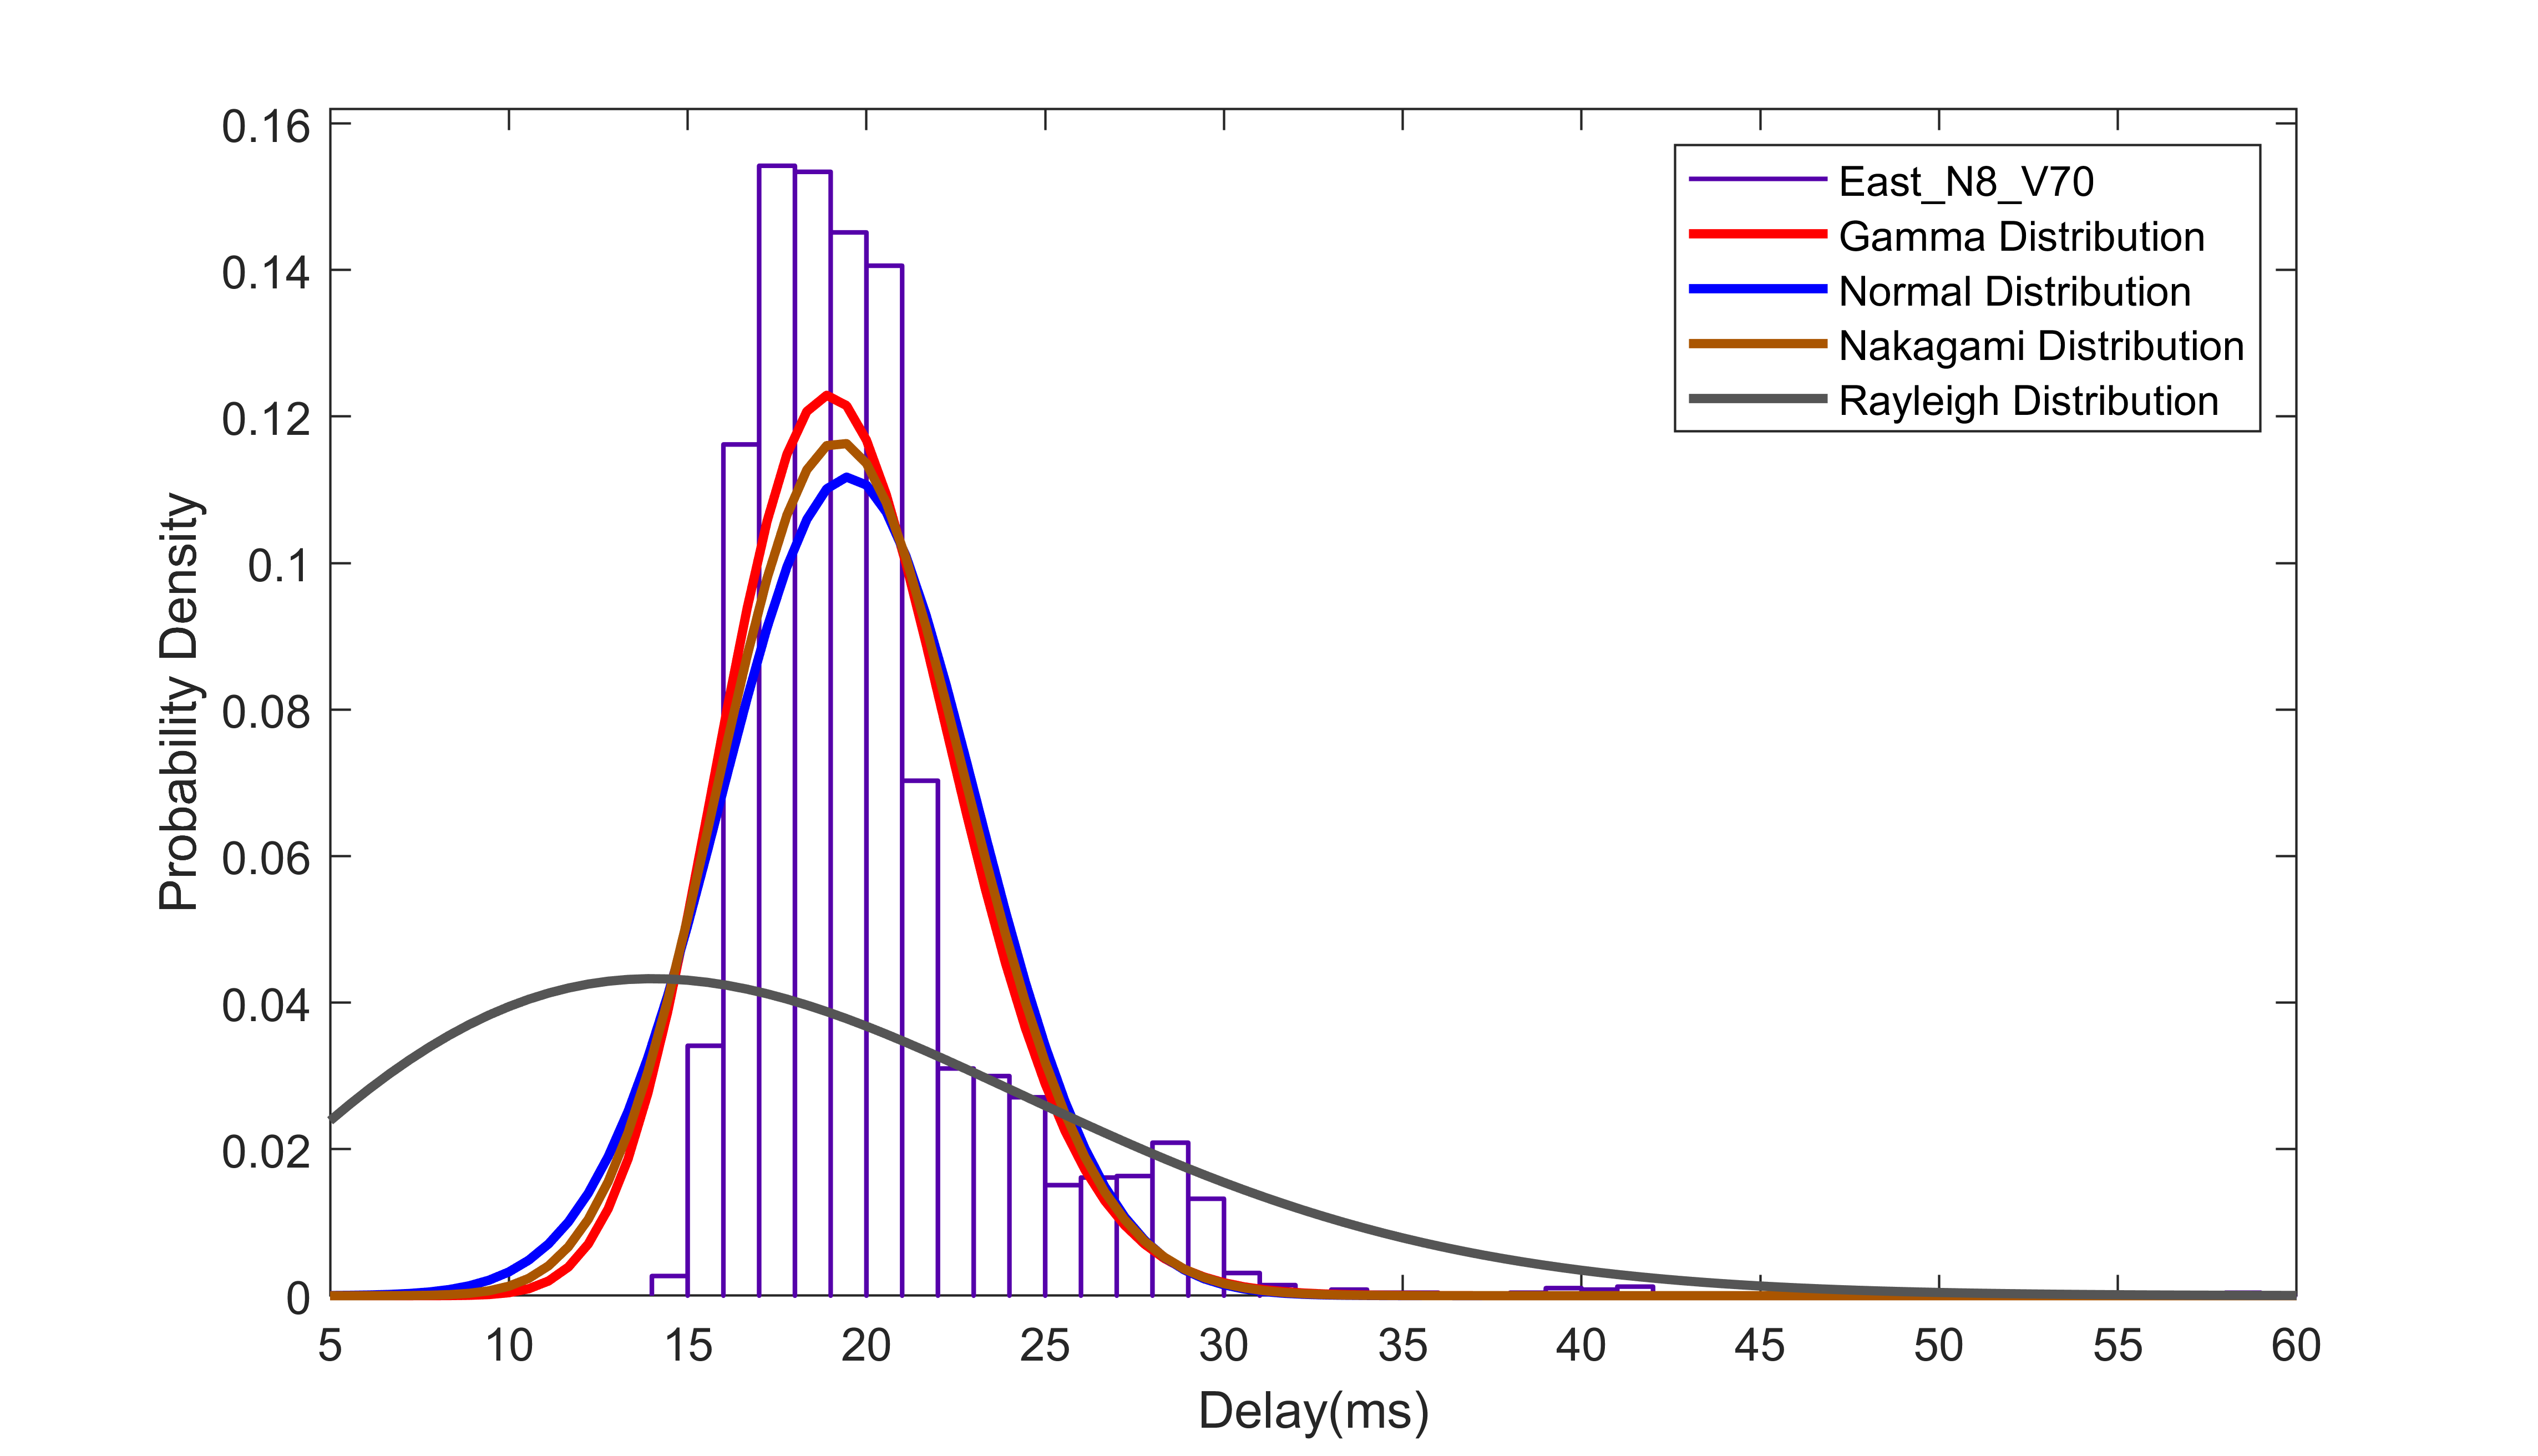 0.16
0.14
0.12
0.1
0.08
0.06
0.04
0.02
0
Probability Density
East_N8_V70
Gamma Distribution
Normal Distribution
Nakagami Distribution
Rayleigh Distribution
5 10 15 20 25 30 35 40 45 50 55 60
Delay(ms)